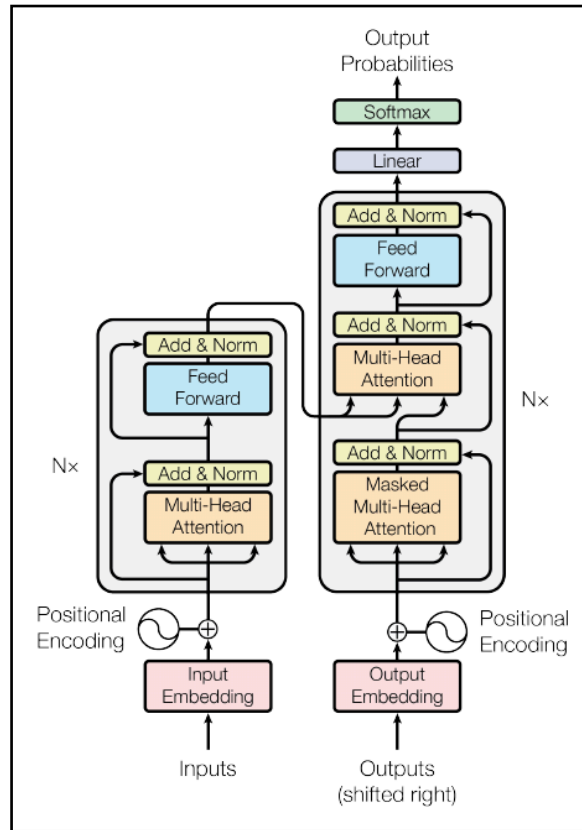 Output
Probabilities
Softmax
Linear
Add & Norm
Feed
Forward
Add & Norm
Multi-Head
Attention
Nx
Add & Norm
Masked
Multi-Head
Attention
Add & Norm
Feed
Forward
Nx
Add & Norm
Multi-Head
Attention
Positional
Encoding
Positional
Encoding
Input
Embedding
Output
Embedding
Inputs
Outputs
(shifted right)